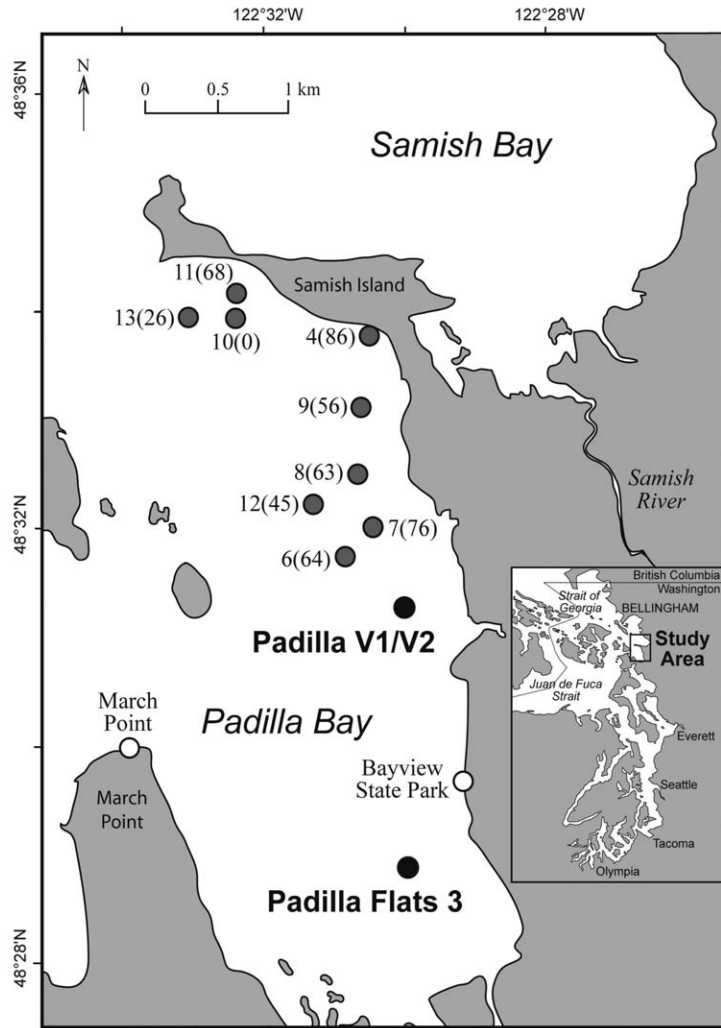 122°32'W
122°28'W
48°36'N
N
0
0.5
1 km
Samish Bay
11(68)
Samish Island
13(26)
10(0)
4(86)
9(56)
8(63)
12(45)
Samish
River
48°32'N
7(76)
6(64)
British Columbia
Washington
Strait of
Georgia
BELLINGHAM
Padilla V1/V2
Study
Area
Juan de Fuca
Strait
March
Point
Padilla Bay
Everett
Bayview
State Park
Seattle
March
Point
Tacoma
Olympia
Padilla Flats 3
48°28'N